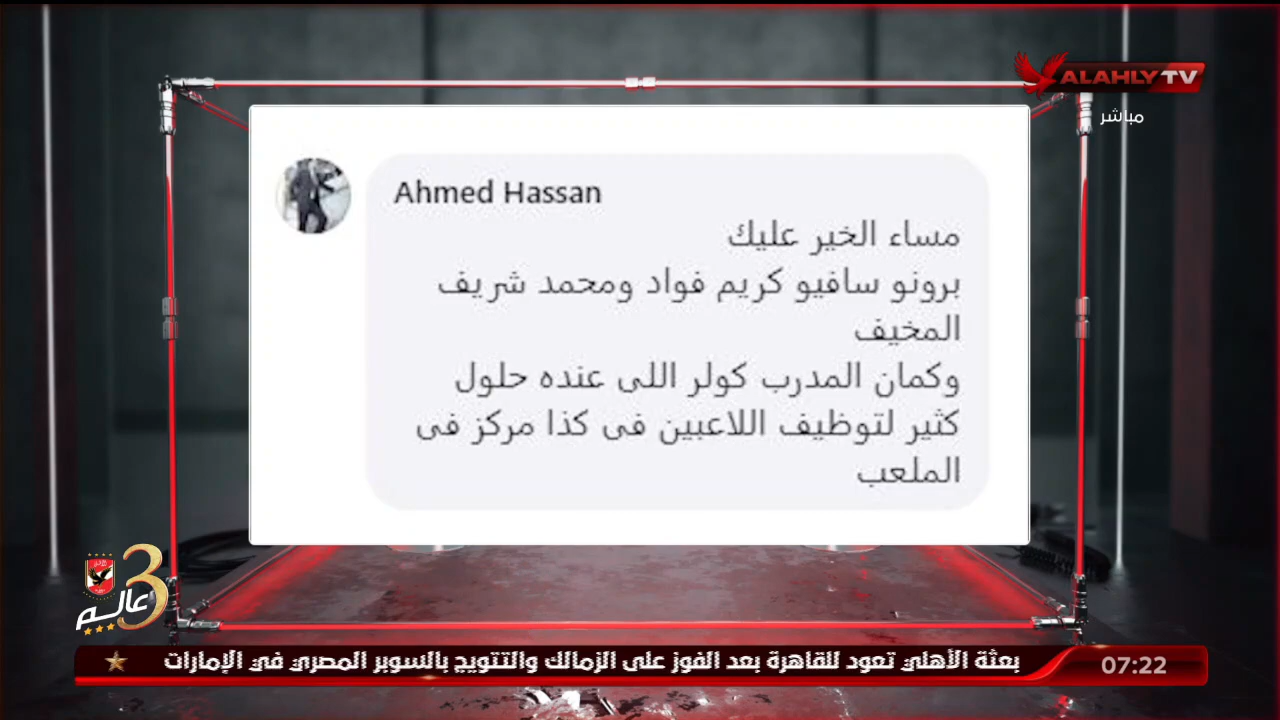 ALAHLY TV
مباشر
Ahmed Hassan
مساء الخير عليك
برونو سافيو كريم فواد ومحمد شريف
المخيف
وكمان المدرب كولر اللى عنده حلول
كثير لتوظيف اللاعبين فى كذا مركز فى
الملعب
3
عالم
بعثة الأهلي تعود للقاهرة بعد الفوز على الزمالك والتتويج بالسوبر المصري في الإمارات
07:22